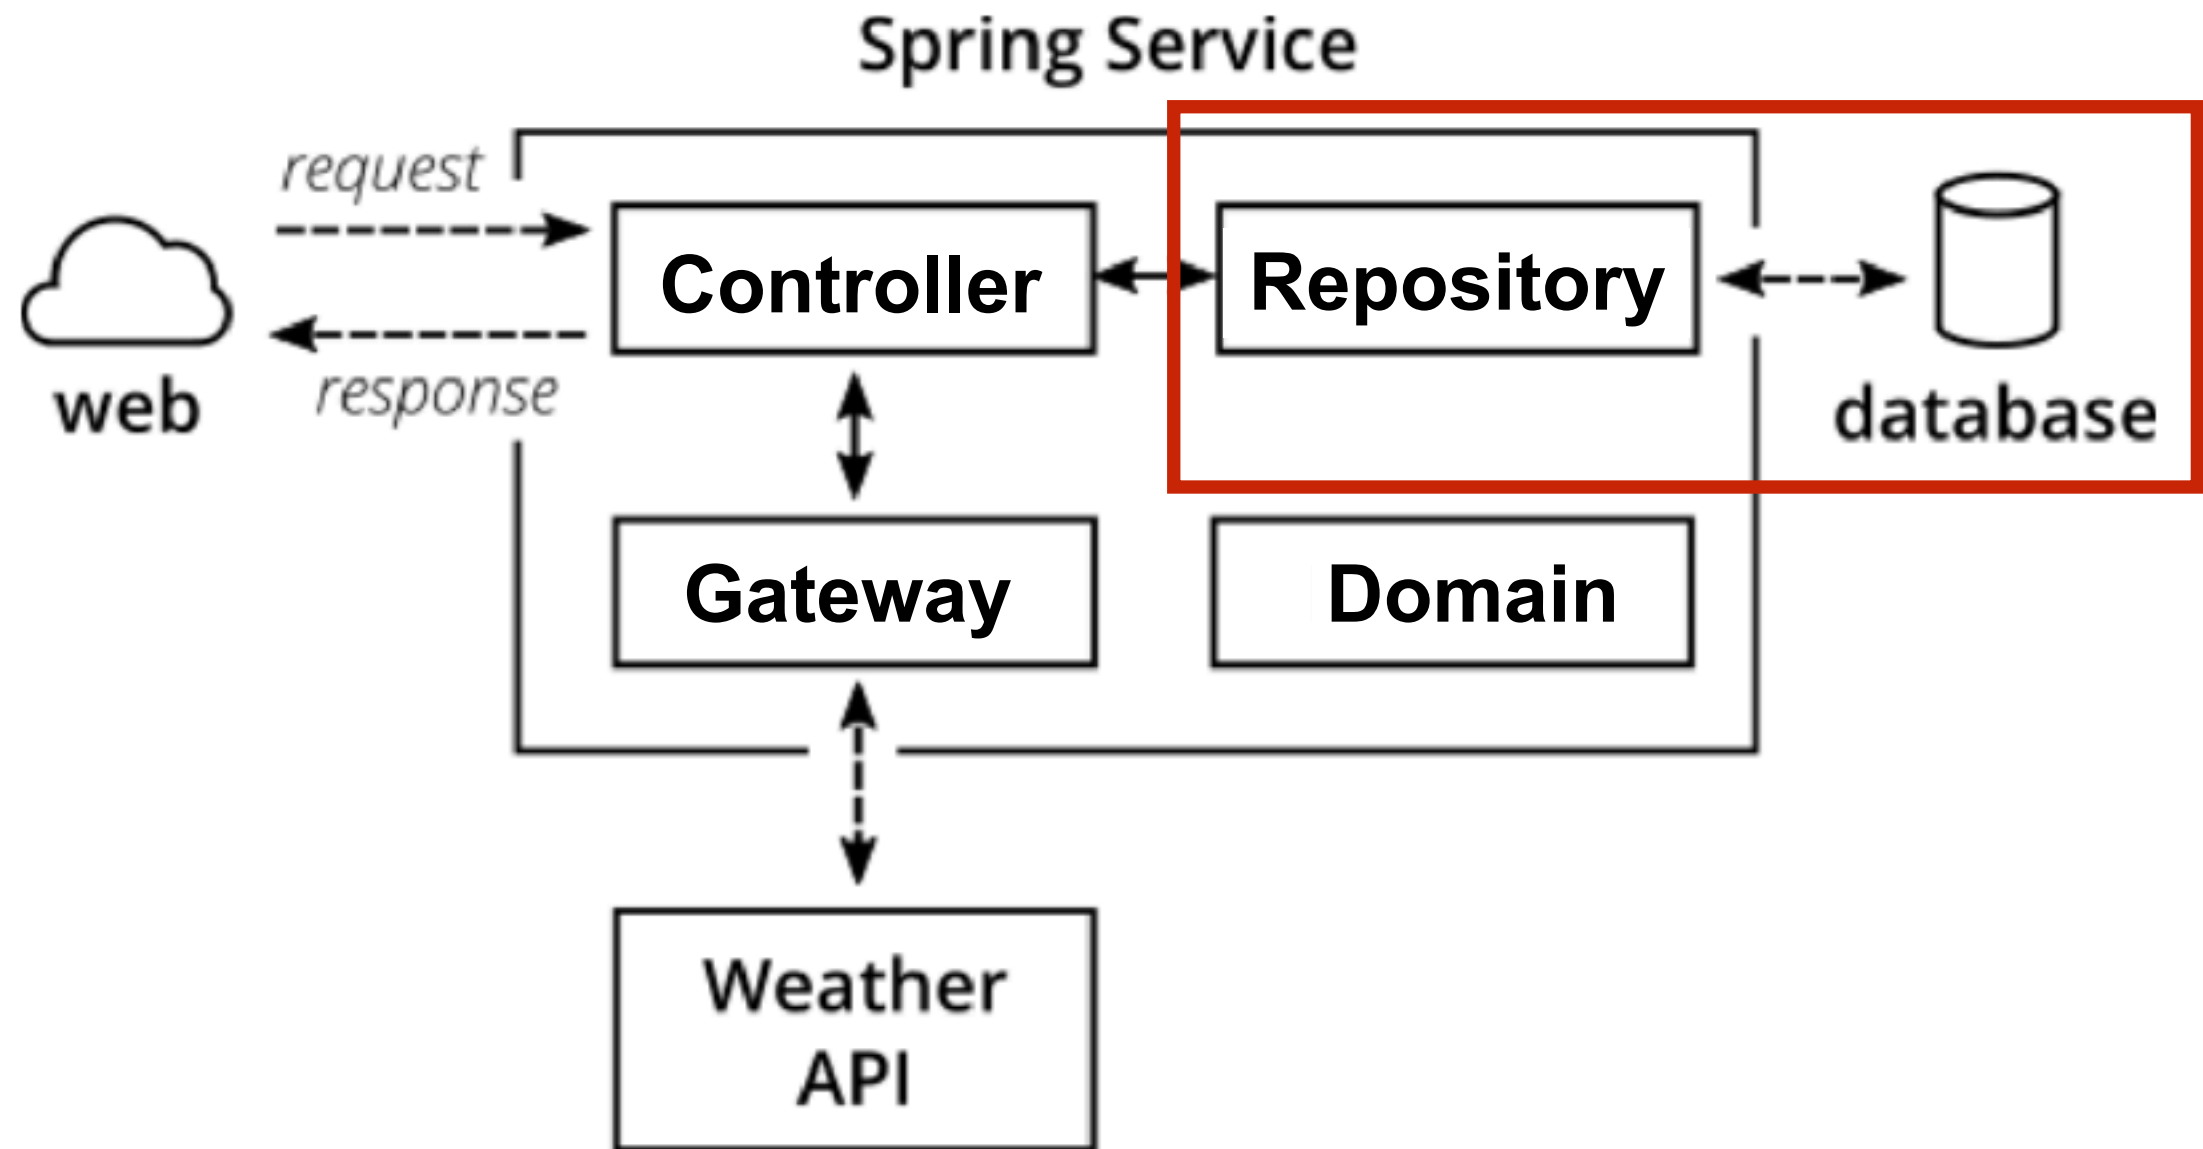 Spring Service
request
Controller
Repository
response
web
database
Gateway
Domain
Weather
API